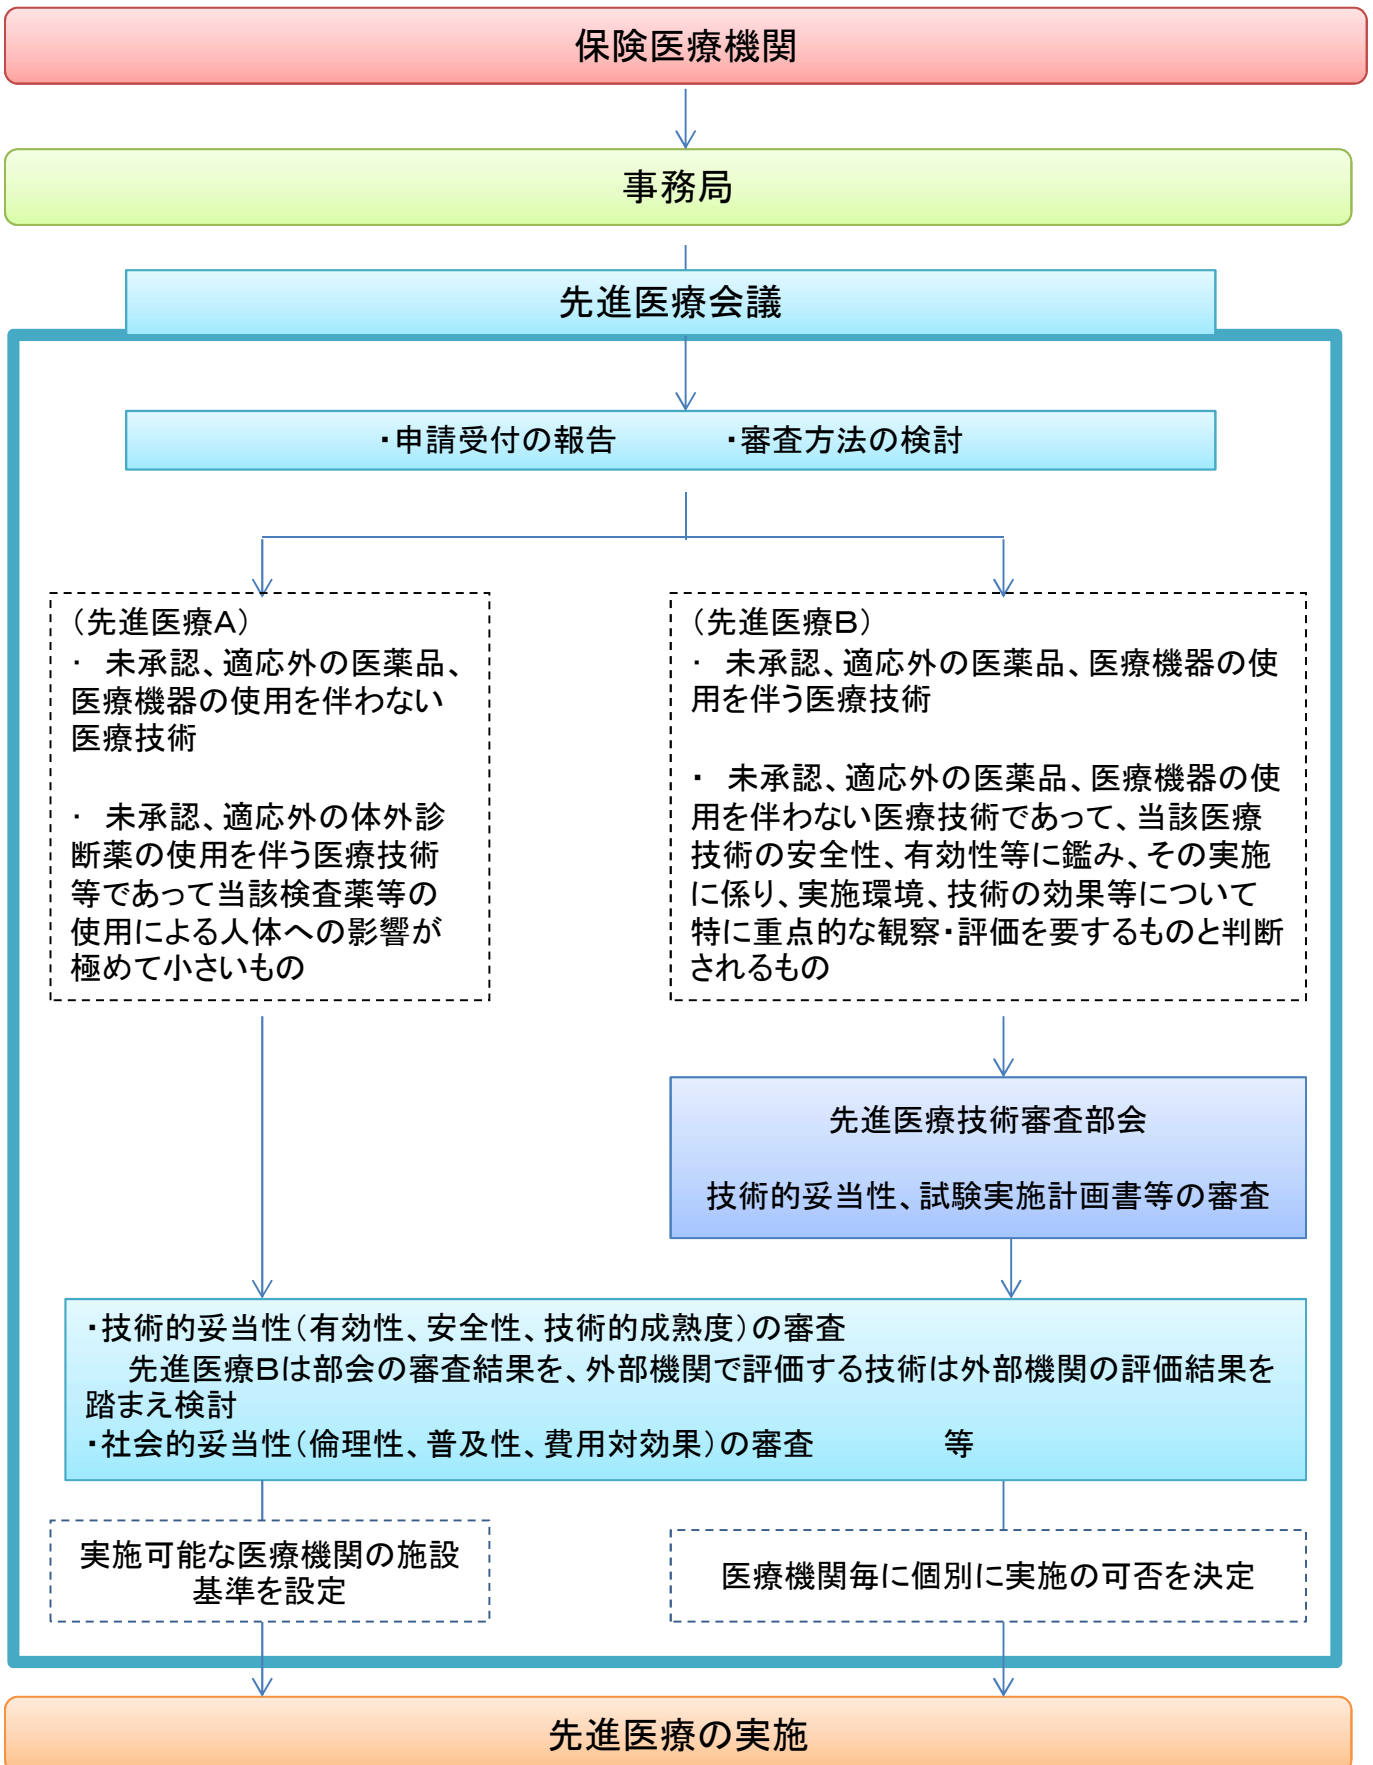 保険医療機関
事務局
先進医療会議
・申請受付の報告　　　・審査方法の検討
（先進医療A）
・　未承認、適応外の医薬品、
医療機器の使用を伴わない
医療技術
・　未承認、適応外の体外診
断薬の使用を伴う医療技術
等であって当該検査薬等の
使用による人体への影響が
極めて小さいもの
（先進医療B）
・　未承認、適応外の医薬品、医療機器の使
用を伴う医療技術
・　未承認、適応外の医薬品、医療機器の使
用を伴わない医療技術であって、当該医療
技術の安全性、有効性等に鑑み、その実施
に係り、実施環境、技術の効果等について
特に重点的な観察・評価を要するものと判断
されるもの
先進医療技術審査部会
技術的妥当性、試験実施計画書等の審査
・技術的妥当性（有効性、安全性、技術的成熟度）の審査
先進医療Bは部会の審査結果を、外部機関で評価する技術は外部機関の評価結果を
踏まえ検討
・社会的妥当性（倫理性、普及性、費用対効果）の審査　　　　等
実施可能な医療機関の施設
基準を設定
医療機関毎に個別に実施の可否を決定
先進医療の実施